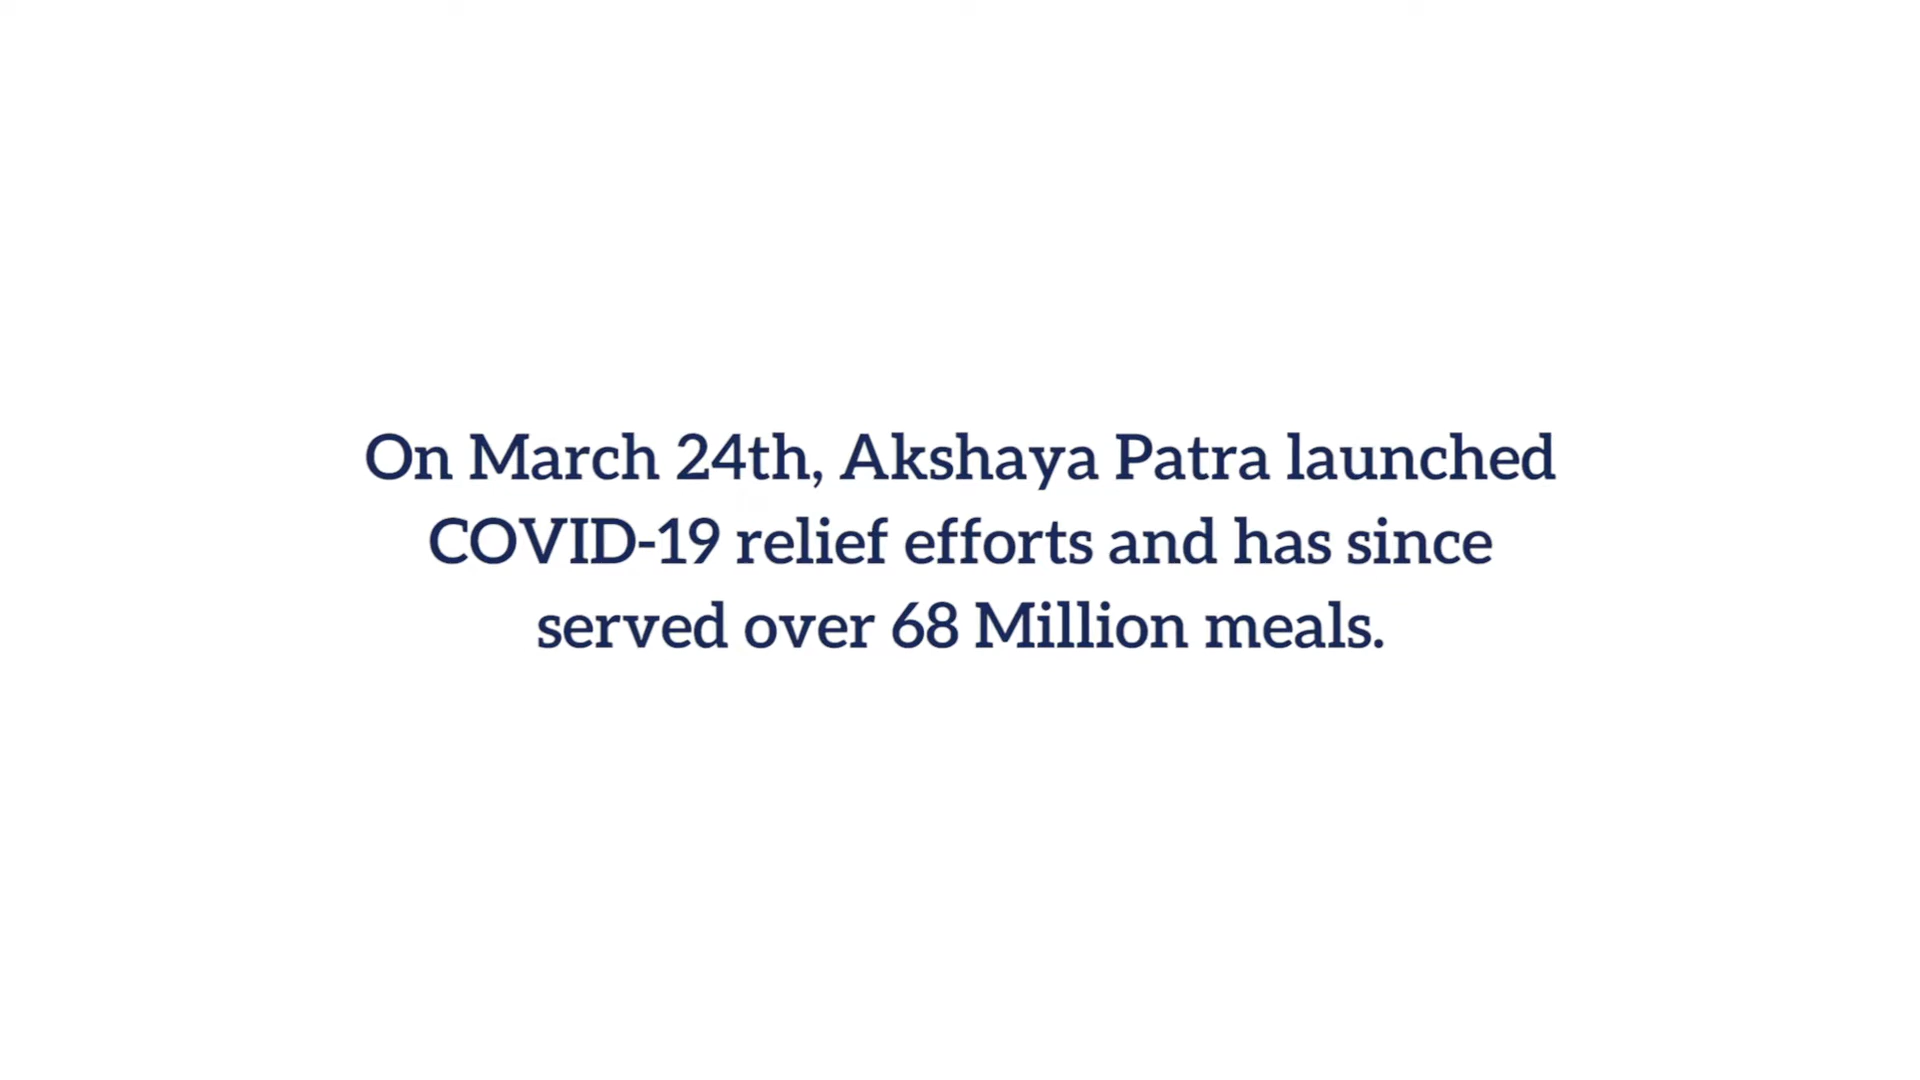 On March 24th, Akshaya Patra launched
COVID-19 relief efforts and has since
served over 68 Million meals.